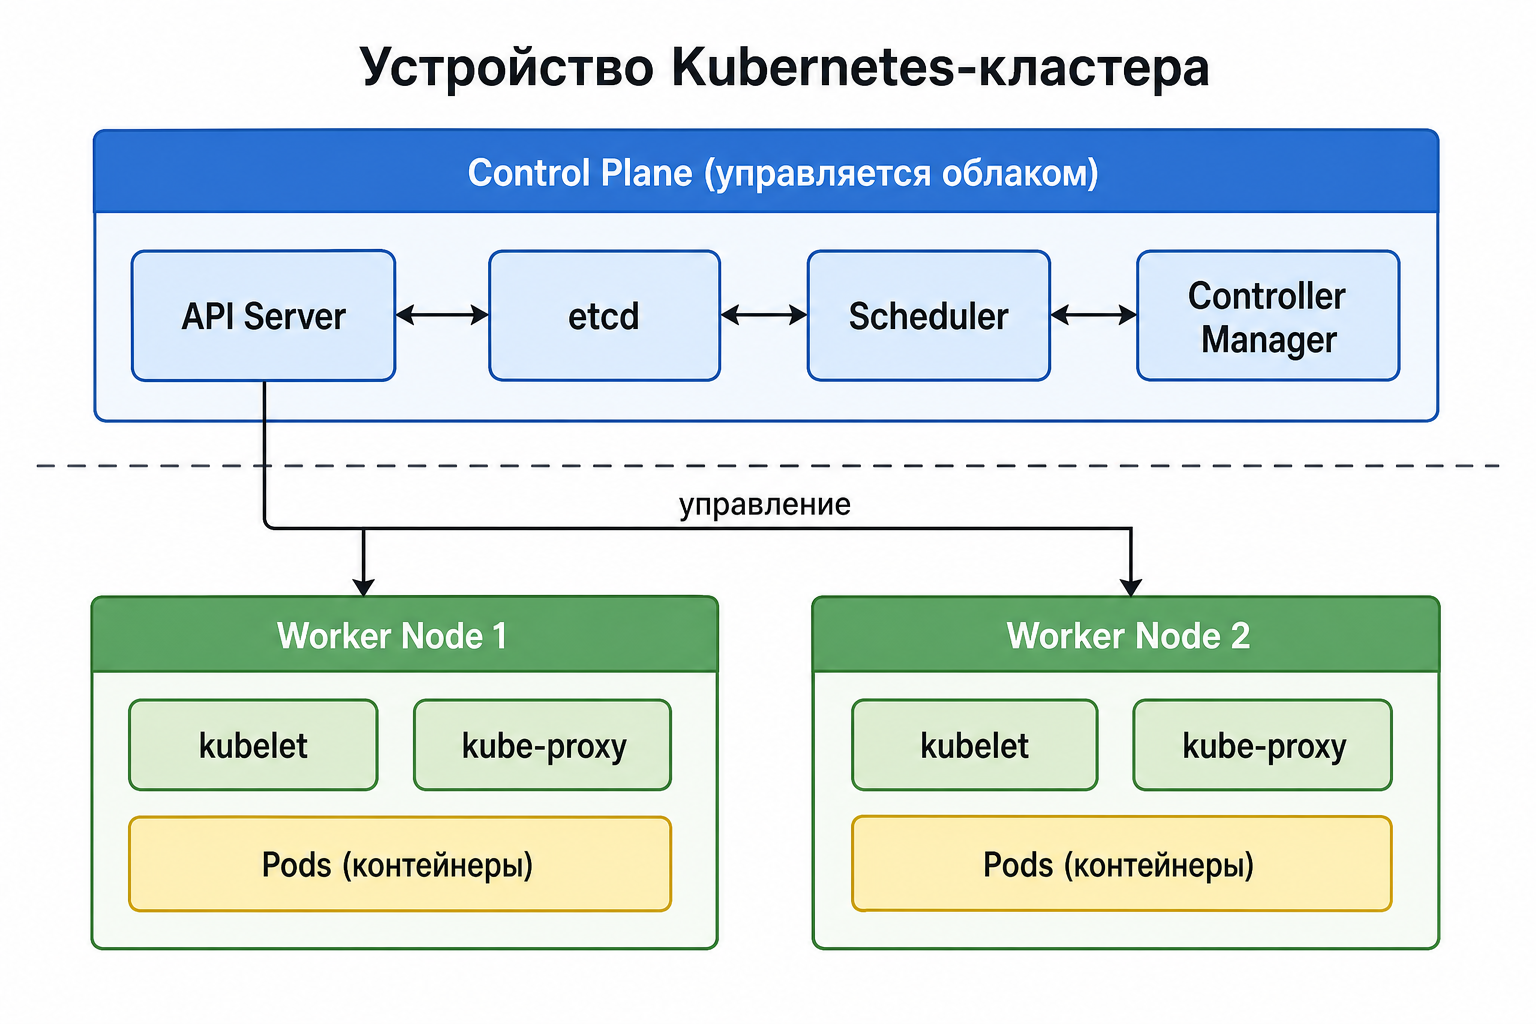 Устройство Kubernetes-кластера
Control Plane (управляется облаком)
API Server
etcd
Scheduler
Controller
Manager
управление
Worker Node 1
kubelet
kube-proxy
Pods (контейнеры)
Worker Node 2
kubelet
kube-proxy
Pods (контейнеры)